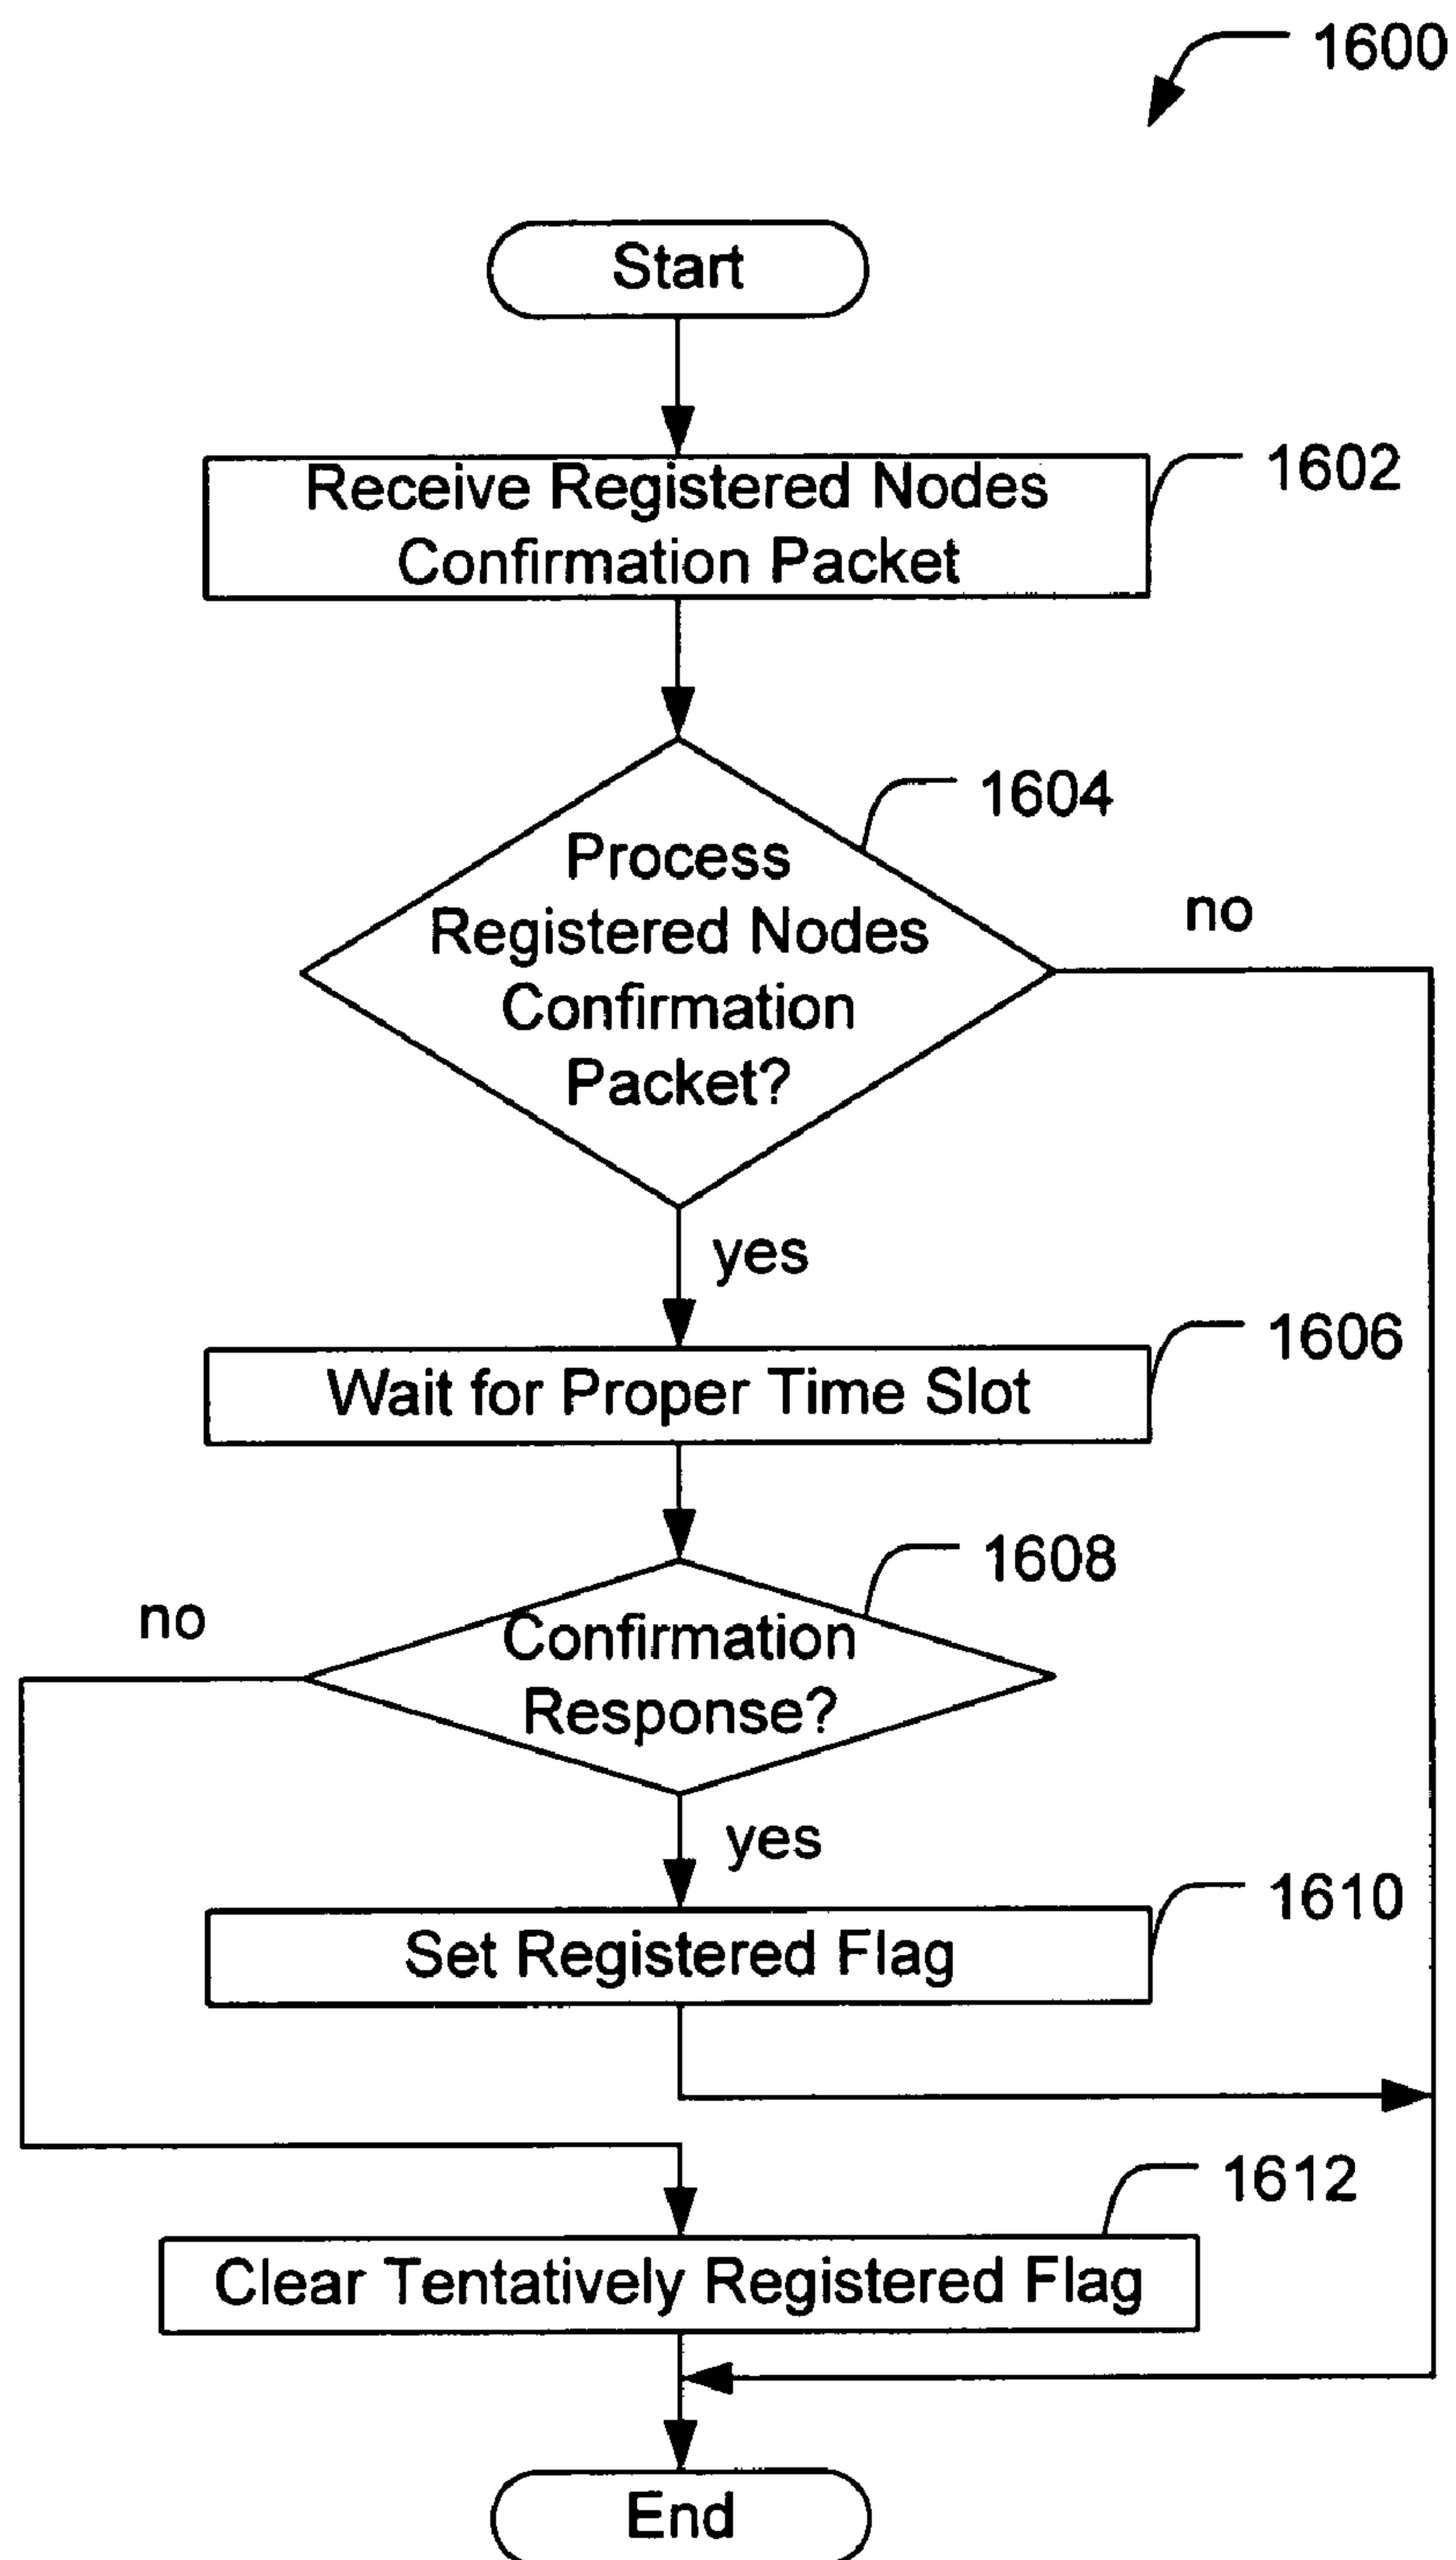 1600
Start
Receive Registered Nodes
Confirmation Packet
1602
1604
Process
Registered Nodes
Confirmation
Packet?
no
yes
Wait for Proper Time Slot
1606
1608
no
Confirmation
Response?
yes
1610
Set Registered Flag
1612
Clear Tentatively Registered Flag
End